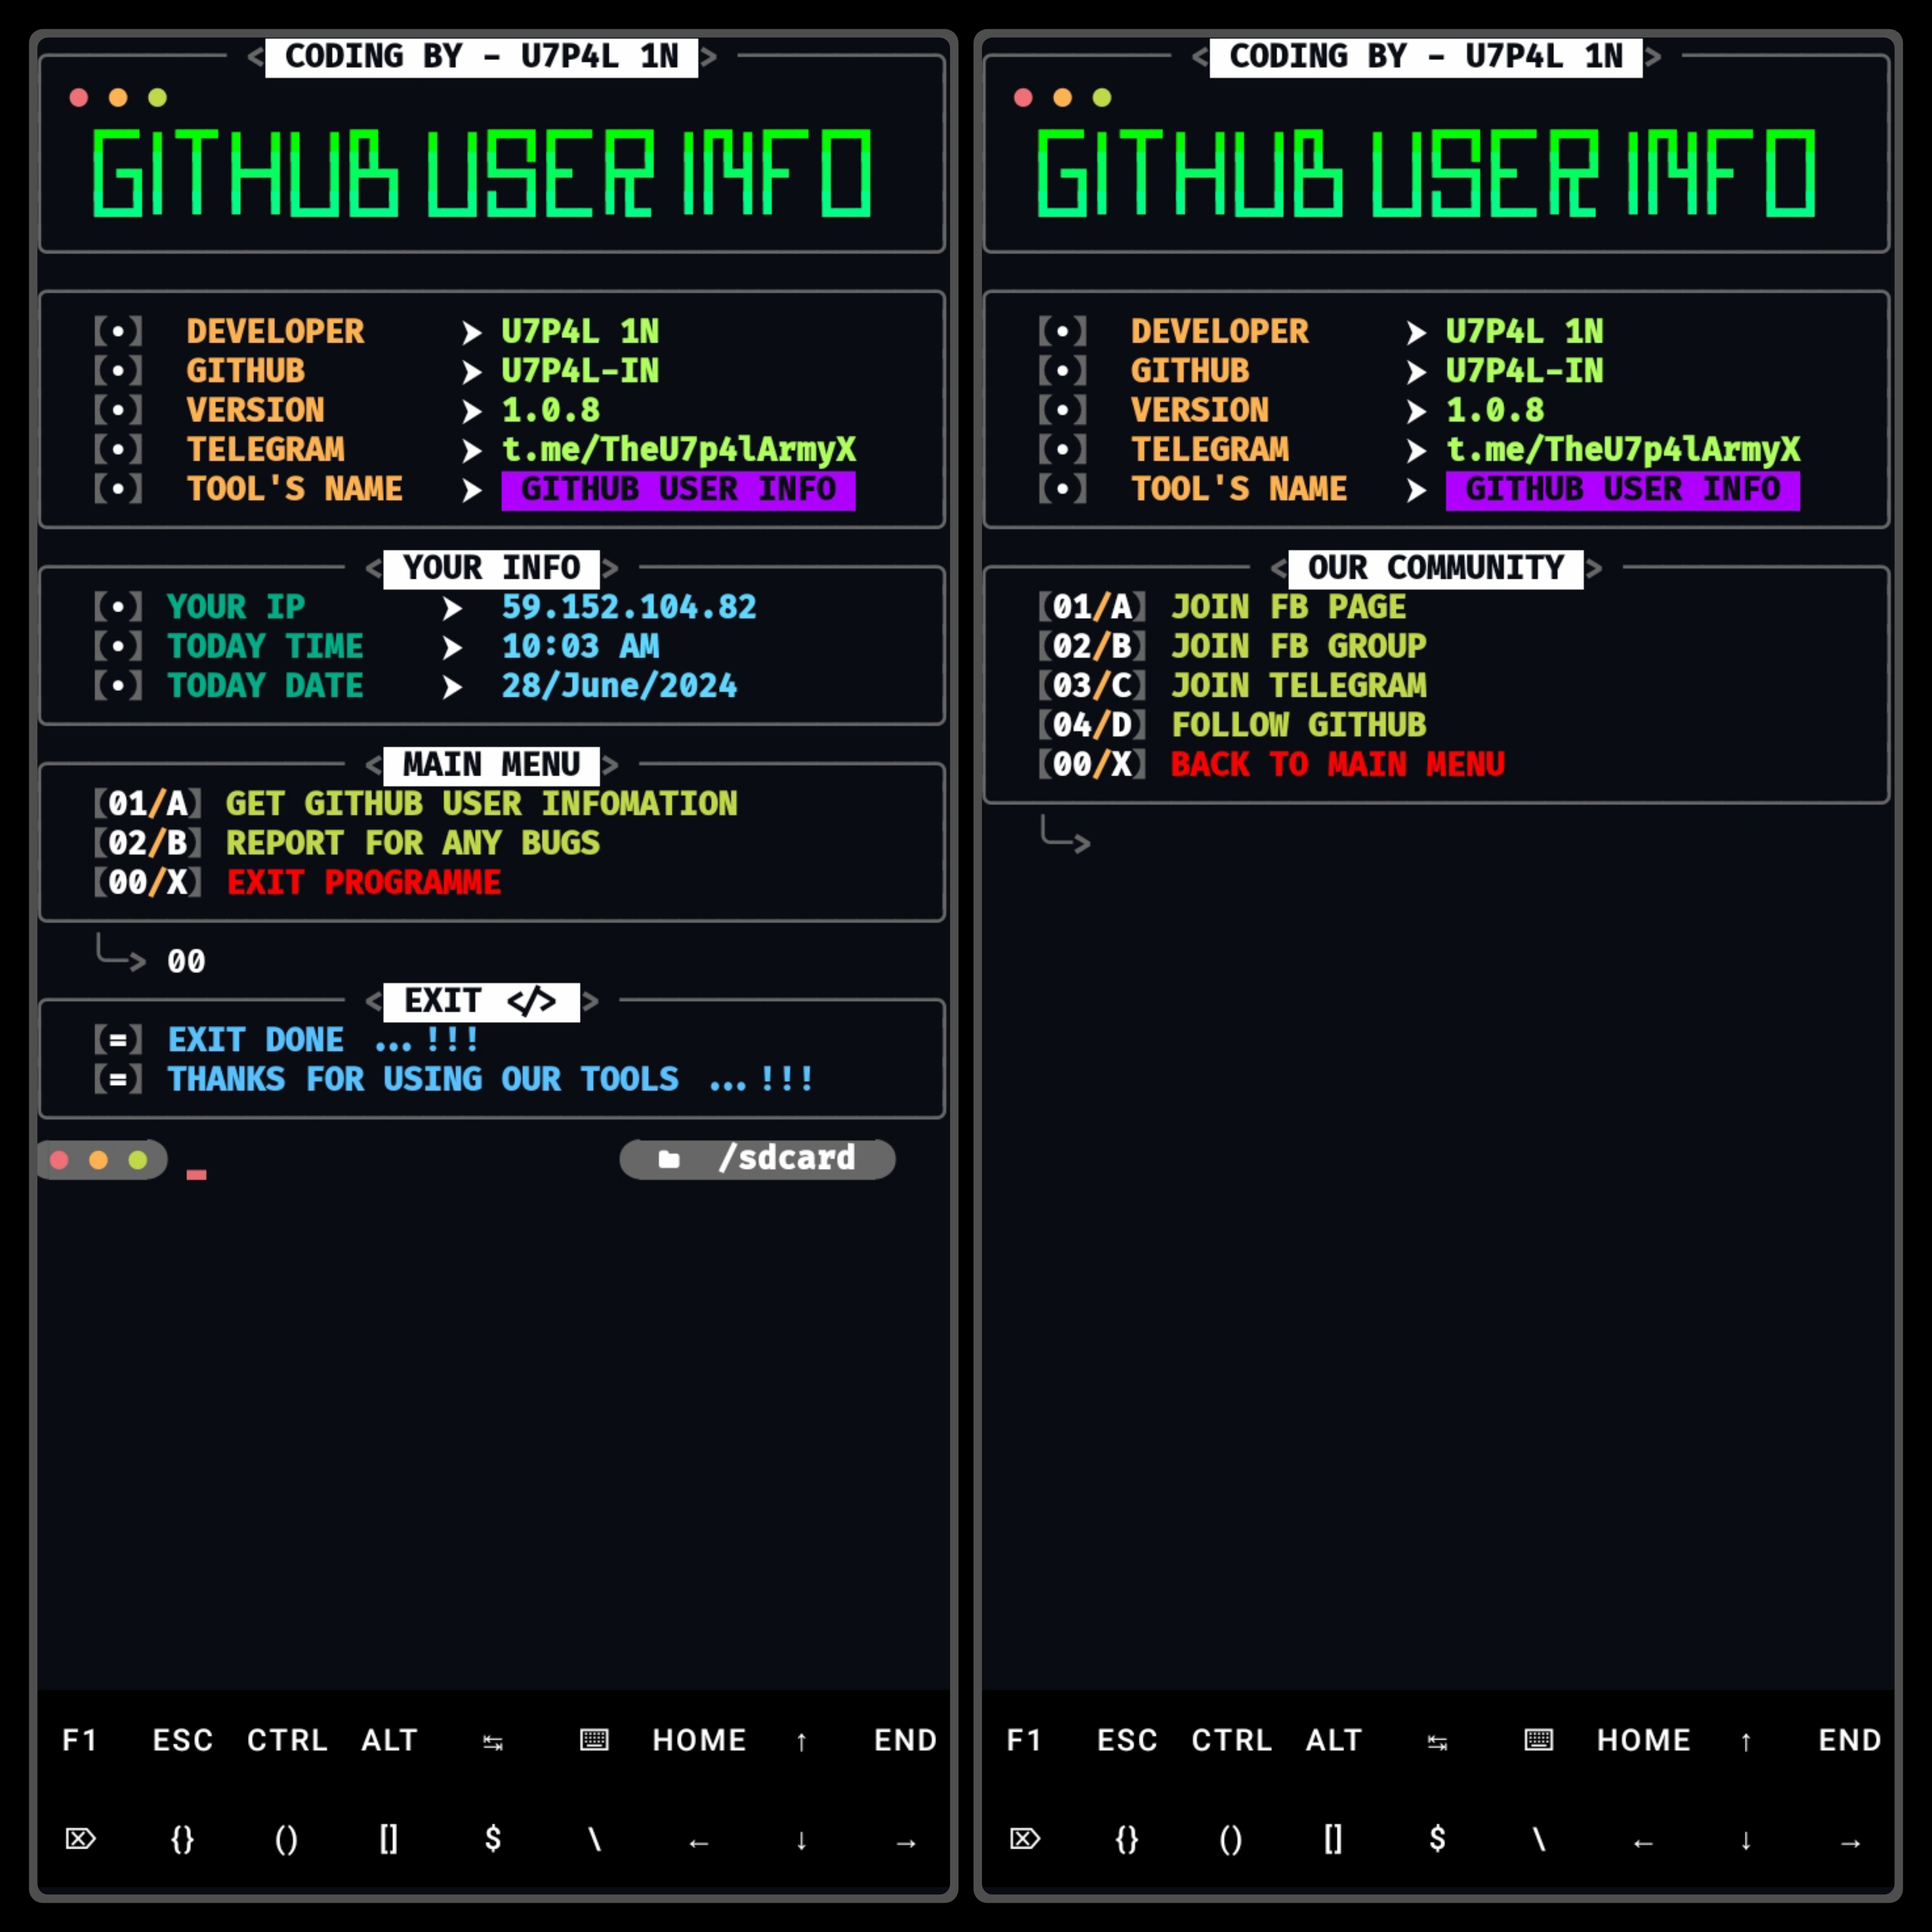 < CODING BY - U7P4L 1N >
GITHUB USER INFO
[•] DEVELOPER ➤ U7P4L 1N
[•] GITHUB ➤ U7P4L-IN
[•] VERSION ➤ 1.0.8
[•] TELEGRAM ➤ t.me/TheU7p4lArmyX
[•] TOOL'S NAME ➤ GITHUB USER INFO
< YOUR INFO >
[•] YOUR IP ➤ 59.152.104.82
[•] TODAY TIME ➤ 10:03 AM
[•] TODAY DATE ➤ 28/June/2024
< MAIN MENU >
[01/A] GET GITHUB USER INFOMATION
[02/B] REPORT FOR ANY BUGS
[00/X] EXIT PROGRAMME
╰─> 00
< EXIT </> >
[=] EXIT DONE ...!!!
[=] THANKS FOR USING OUR TOOLS ...!!!
/sdcard
F1 ESC CTRL ALT ↹ ⌨ HOME ↑ END
⌦ {} () [] $ \ ← ↓ →
< CODING BY - U7P4L 1N >
GITHUB USER INFO
[•] DEVELOPER ➤ U7P4L 1N
[•] GITHUB ➤ U7P4L-IN
[•] VERSION ➤ 1.0.8
[•] TELEGRAM ➤ t.me/TheU7p4lArmyX
[•] TOOL'S NAME ➤ GITHUB USER INFO
< OUR COMMUNITY >
[01/A] JOIN FB PAGE
[02/B] JOIN FB GROUP
[03/C] JOIN TELEGRAM
[04/D] FOLLOW GITHUB
[00/X] BACK TO MAIN MENU
╰─>
F1 ESC CTRL ALT ↹ ⌨ HOME ↑ END
⌦ {} () [] $ \ ← ↓ →